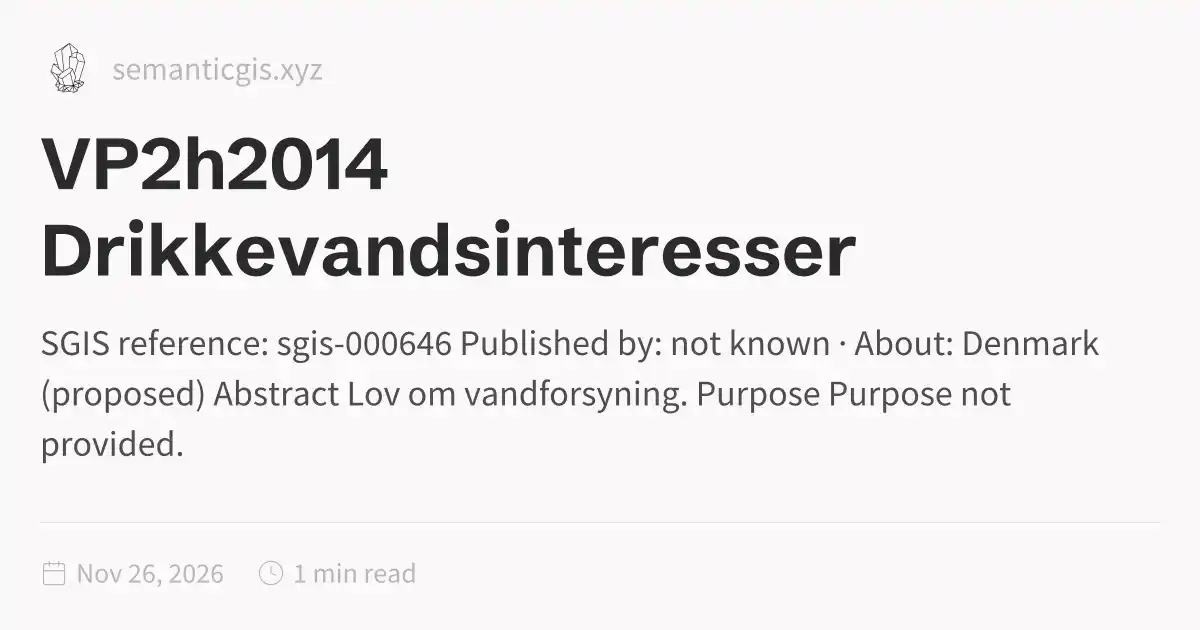 semanticgis.xyz
VP2h2014
Drikkevandsinteresser
SGIS reference: sgis-000646 Published by: not known · About: Denmark
(proposed) Abstract Lov om vandforsyning. Purpose Purpose not
provided.
Nov 26, 2026 1 min read